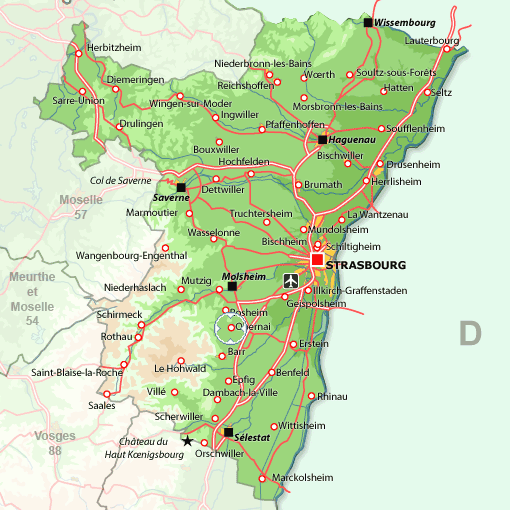 Wissembourg
Lauterbourg
Herbitzheim
Niederbronn-les-Bains
Wœrth
Soultz-sous-Forêts
Diemeringen
Reichshoffen
Hatten
Seltz
Sarre-Union
Wingen-sur-Moder
Morsbronn-les-Bains
Ingwiller
Drulingen
Pfaffenhoffen
Soufflenheim
Haguenau
Bouxwiller
Bischwiller
Hochfelden
Drusenheim
Col de Saverne
Dettwiller
Brumath
Herrlisheim
Saverne
Moselle
57
Marmoutier
Truchtersheim
La Wantzenau
Wasselonne
Mundolsheim
Bischheim
Schiltigheim
Wangenbourg-Engenthal
STRASBOURG
Meurthe
et
Moselle
54
Molsheim
Mutzig
Niederhaslach
Illkirch-Graffenstaden
Geispolsheim
Schirmeck
Rosheim
Obernai
Rothau
D
Erstein
Barr
Saint-Blaise-la-Roche
Le Hohwald
Benfeld
Epfig
Villé
Saales
Dambach-la-Ville
Rhinau
Scherwiller
Wittisheim
Vosges
88
Sélestat
Château du
Haut Kœnigsbourg
Orschwiller
Marckolsheim